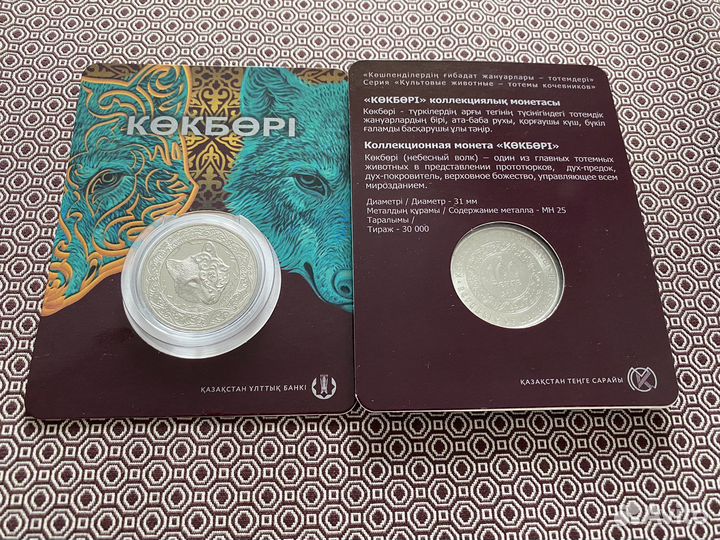 КӨКБӨРІ
ҚАЗАҚСТАН ҰЛТТЫҚ БАНКІ
«Көшпенділердің ғибадат жануарлары – тотемдері»
Серия «Культовые животные – тотемы кочевников»
«КӨКБӨРІ» коллекциялық монетасы
Көкбөрі - түркілердің арғы тегінің түсінігіндегі тотемдік
жануарлардың бірі, ата-баба рухы, қорғаушы күш, бүкіл
ғаламды басқарушы ұлы тәңір.
Коллекционная монета «КӨКБӨРІ»
Көкбөрі (небесный волк) – один из главных тотемных
животных в представлении прототюрков, дух-предок,
дух-покровитель, верховное божество, управляющее всем
мирозданием.
Диаметрі / Диаметр - 31 мм
Металдың құрамы / Содержание металла - МН 25
Таралымы /
Тираж - 30 000
ҚАЗАҚСТАН ТЕҢГЕ САРАЙЫ
Avito